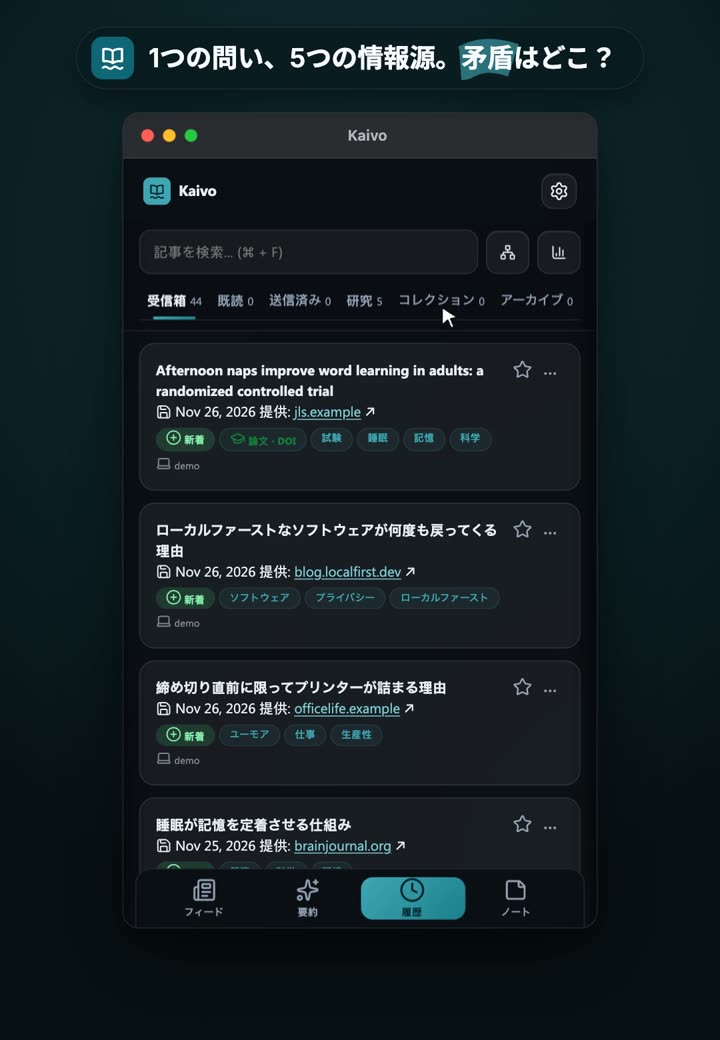 1つの問い、5つの情報源。矛盾はどこ？
Kaivo
Kaivo
記事を検索... (⌘ + F)
受信箱 44 既読 0 送信済み 0 研究 5 コレクション 0 アーカイブ 0
Afternoon naps improve word learning in adults: a
randomized controlled trial
Nov 26, 2026 提供: jls.example ↗
新着 論文・DOI 試験 睡眠 記憶 科学
demo
ローカルファーストなソフトウェアが何度も戻ってくる
理由
Nov 26, 2026 提供: blog.localfirst.dev ↗
新着 ソフトウェア プライバシー ローカルファースト
demo
締め切り直前に限ってプリンターが詰まる理由
Nov 26, 2026 提供: officelife.example ↗
新着 ユーモア 仕事 生産性
demo
睡眠が記憶を定着させる仕組み
Nov 25, 2026 提供: brainjournal.org ↗
フィード 要約 履歴 ノート